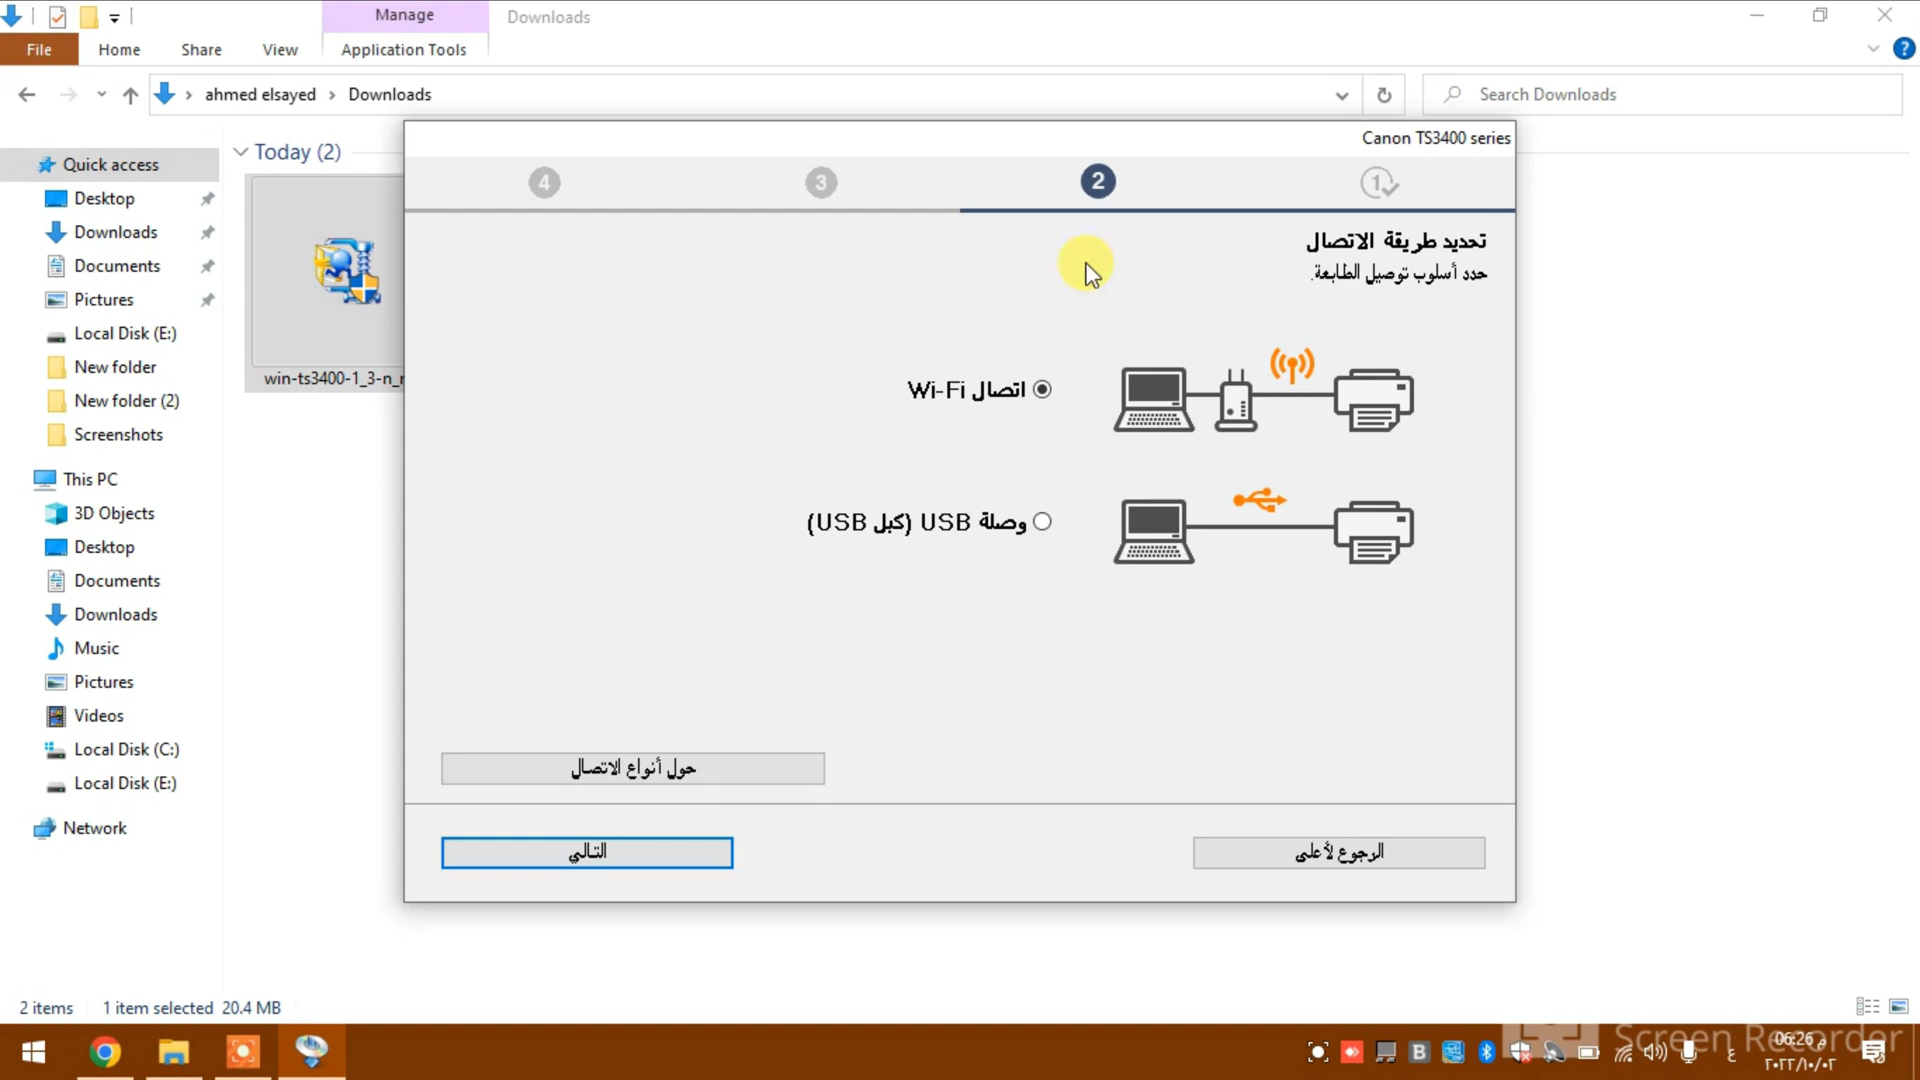 Manage
Downloads
File
Home
Share
View
Application Tools
?
ahmed elsayed
Downloads
Search Downloads
Quick access
Desktop
Downloads
Documents
Pictures
Local Disk (E:)
New folder
New folder (2)
Screenshots
This PC
3D Objects
Desktop
Documents
Downloads
Music
Pictures
Videos
Local Disk (C:)
Local Disk (E:)
Network
Today (2)
win-ts3400-1_3-n_
Canon TS3400 series
1
2
3
4
تحديد طريقة الاتصال
حدد أسلوب توصيل الطابعة.
اتصال Wi-Fi
وصلة USB (كبل USB)
حول أنواع الاتصال
الرجوع لأعلى
التالي
2 items
1 item selected
20.4 MB
Screen Recorder
B
ع
06:26 م
٢٠٢٢/١٠/٠٢